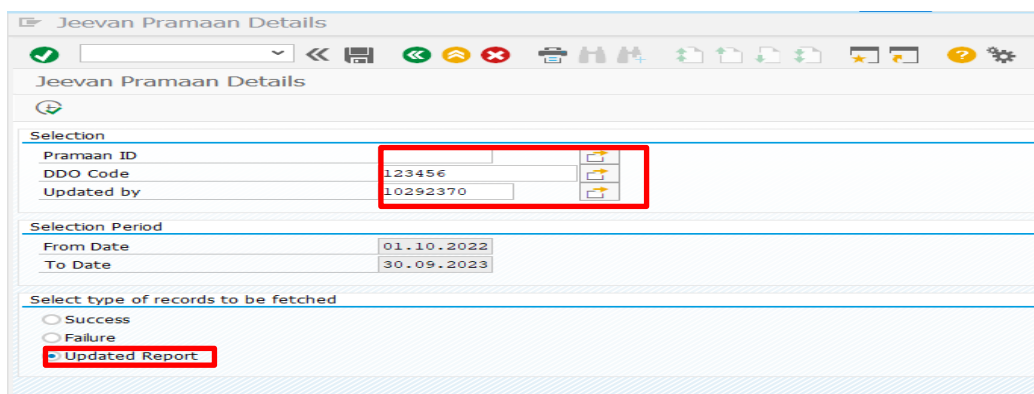 Jeevan Pramaan Details
Jeevan Pramaan Details
Selection
Pramaan ID
DDO Code 123456
Updated by 10292370
Selection Period
From Date 01.10.2022
To Date 30.09.2023
Select type of records to be fetched
Success
Failure
Updated Report